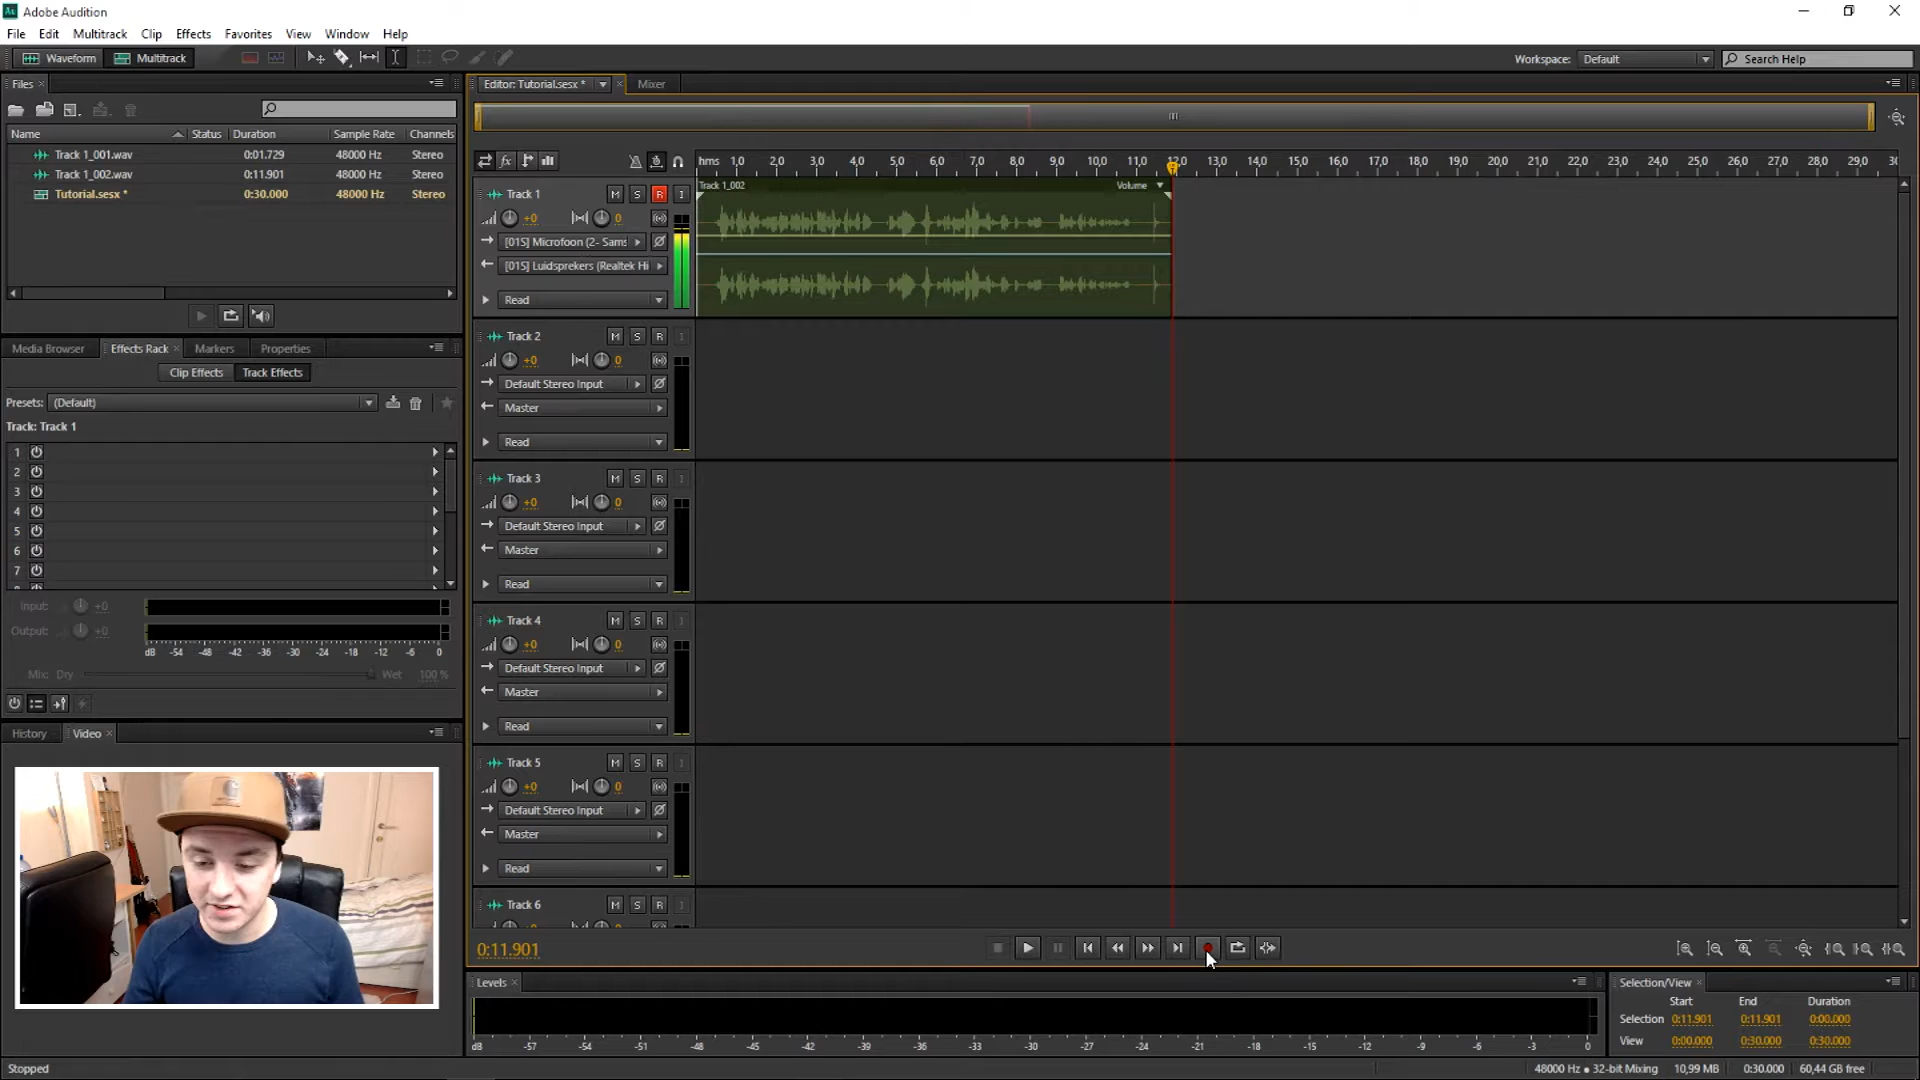 Adobe Audition
File Edit Multitrack Clip Effects Favorites View Window Help
Waveform Multitrack Workspace: Default Search Help
Files
Name Status Duration Sample Rate Channels
Track 1_001.wav 0:01.729 48000 Hz Stereo
Track 1_002.wav 0:11.901 48000 Hz Stereo
Tutorial.sesx * 0:30.000 48000 Hz Stereo
Media Browser Effects Rack Markers Properties
Clip Effects Track Effects
Presets: (Default)
Track: Track 1
1
2
3
4
5
6
7
Input: +0
Output: +0
dB -54 -48 -42 -36 -30 -24 -18 -12 -6 0
Mix: Dry Wet 100 %
History Video
Editor: Tutorial.sesx * Mixer
fx hms 1,0 2,0 3,0 4,0 5,0 6,0 7,0 8,0 9,0 10,0 11,0 12,0 13,0 14,0 15,0 16,0 17,0 18,0 19,0 20,0 21,0 22,0 23,0 24,0 25,0 26,0 27,0 28,0 29,0
Track 1 M S R I
+0 0
[01S] Microfoon (2- Sams
[01S] Luidsprekers (Realtek Hi
Read
Track 1_002 Volume
Track 2 M S R I
+0 0
Default Stereo Input
Master
Read
Track 3 M S R I
+0 0
Default Stereo Input
Master
Read
Track 4 M S R I
+0 0
Default Stereo Input
Master
Read
Track 5 M S R I
+0 0
Default Stereo Input
Master
Read
Track 6 M S R I
0:11.901
Levels
dB -57 -54 -51 -48 -45 -42 -39 -36 -33 -30 -27 -24 -21 -18 -15 -12 -9 -6 -3 0
Selection/View
Start End Duration
Selection 0:11.901 0:11.901 0:00.000
View 0:00.000 0:30.000 0:30.000
Stopped
48000 Hz ● 32-bit Mixing 10,99 MB 0:30.000 60,44 GB free